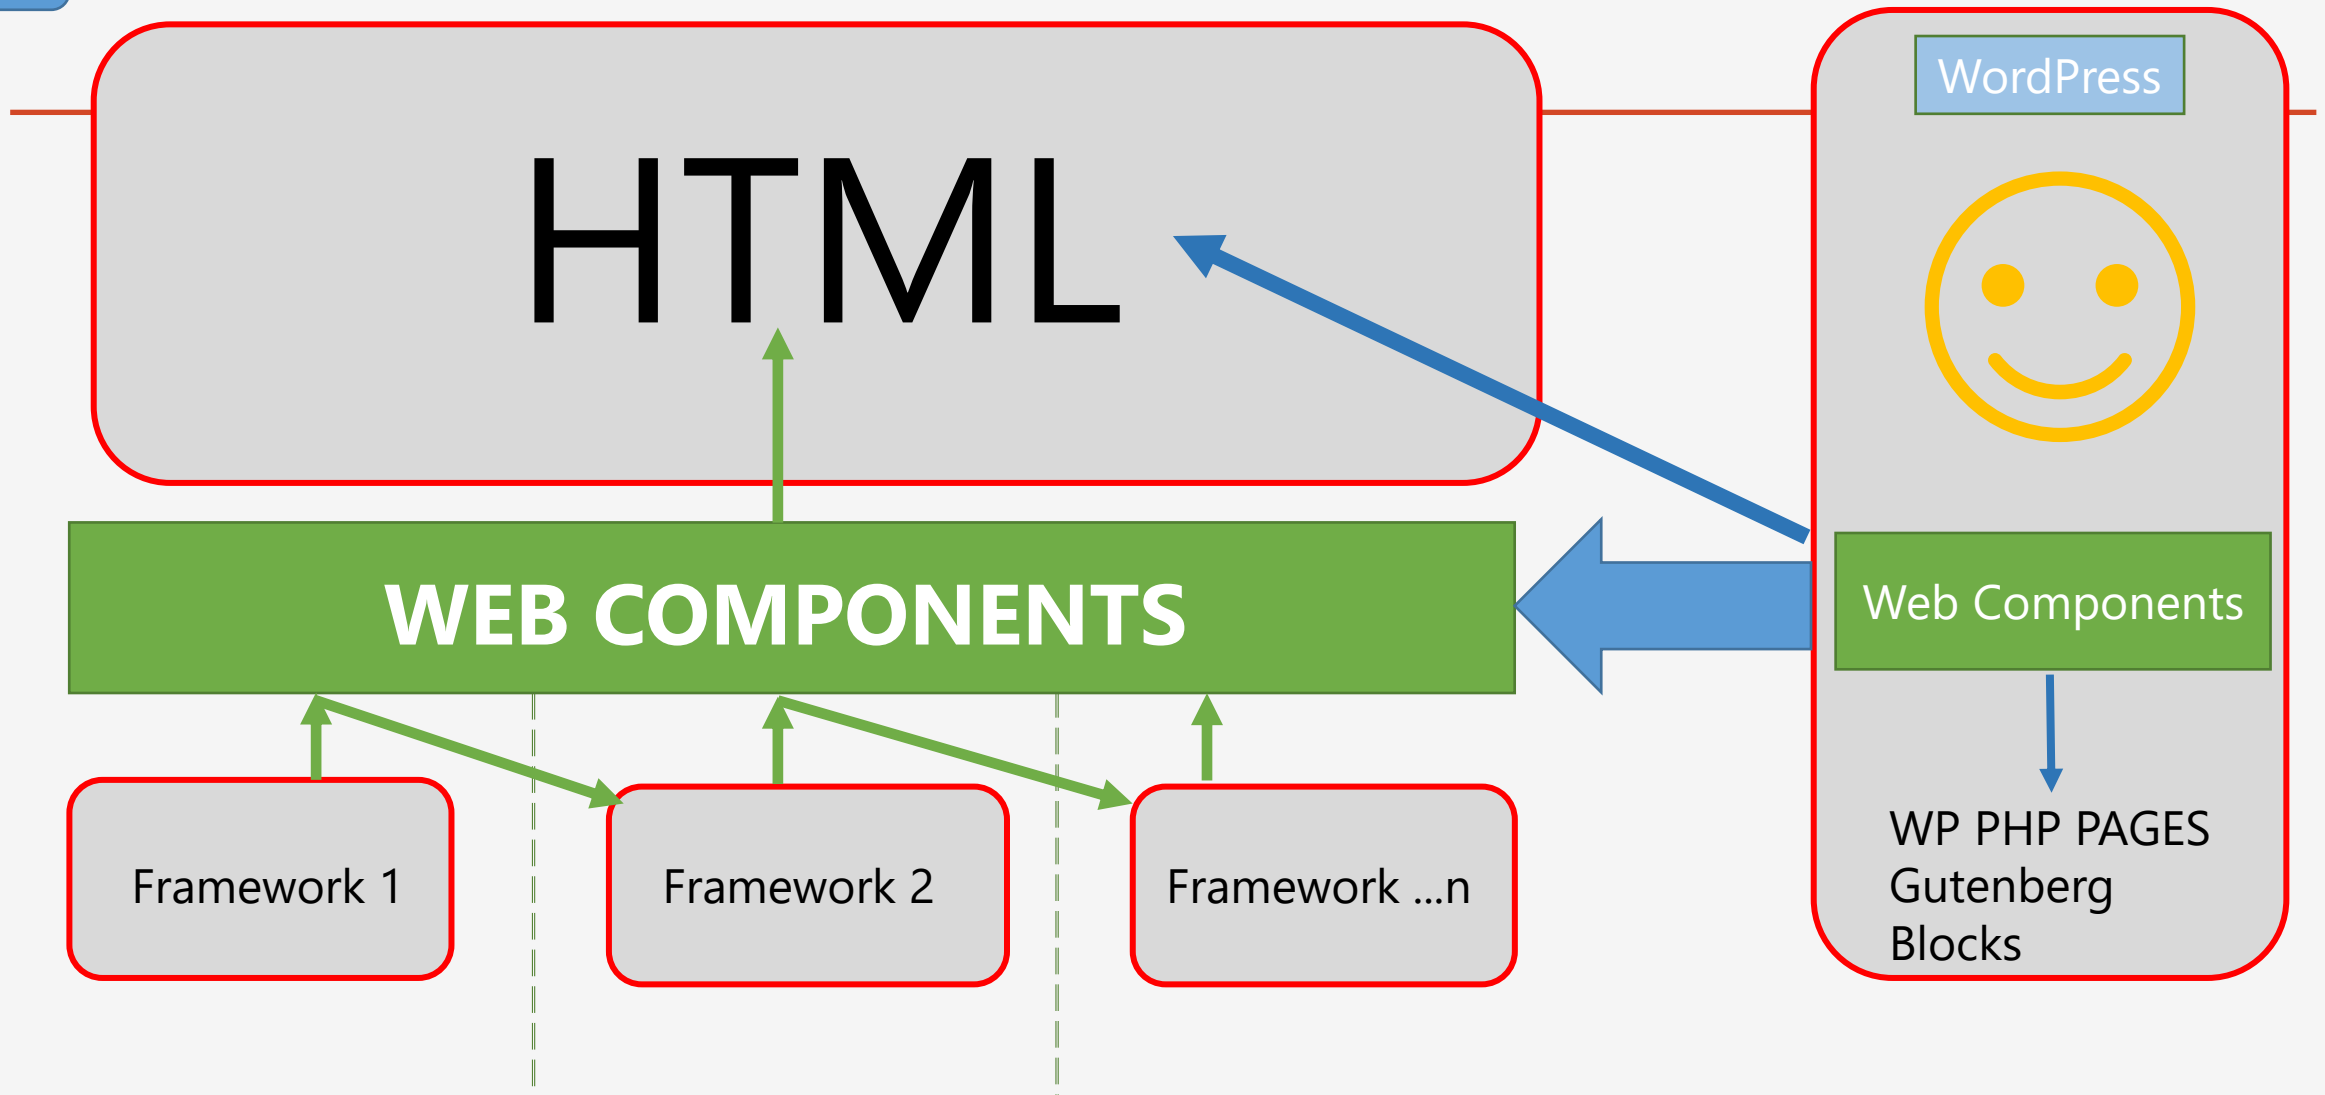 HTML
WEB COMPONENTS
Framework 1
Framework 2
Framework ...n
WordPress
Web Components
WP PHP PAGES
Gutenberg
Blocks